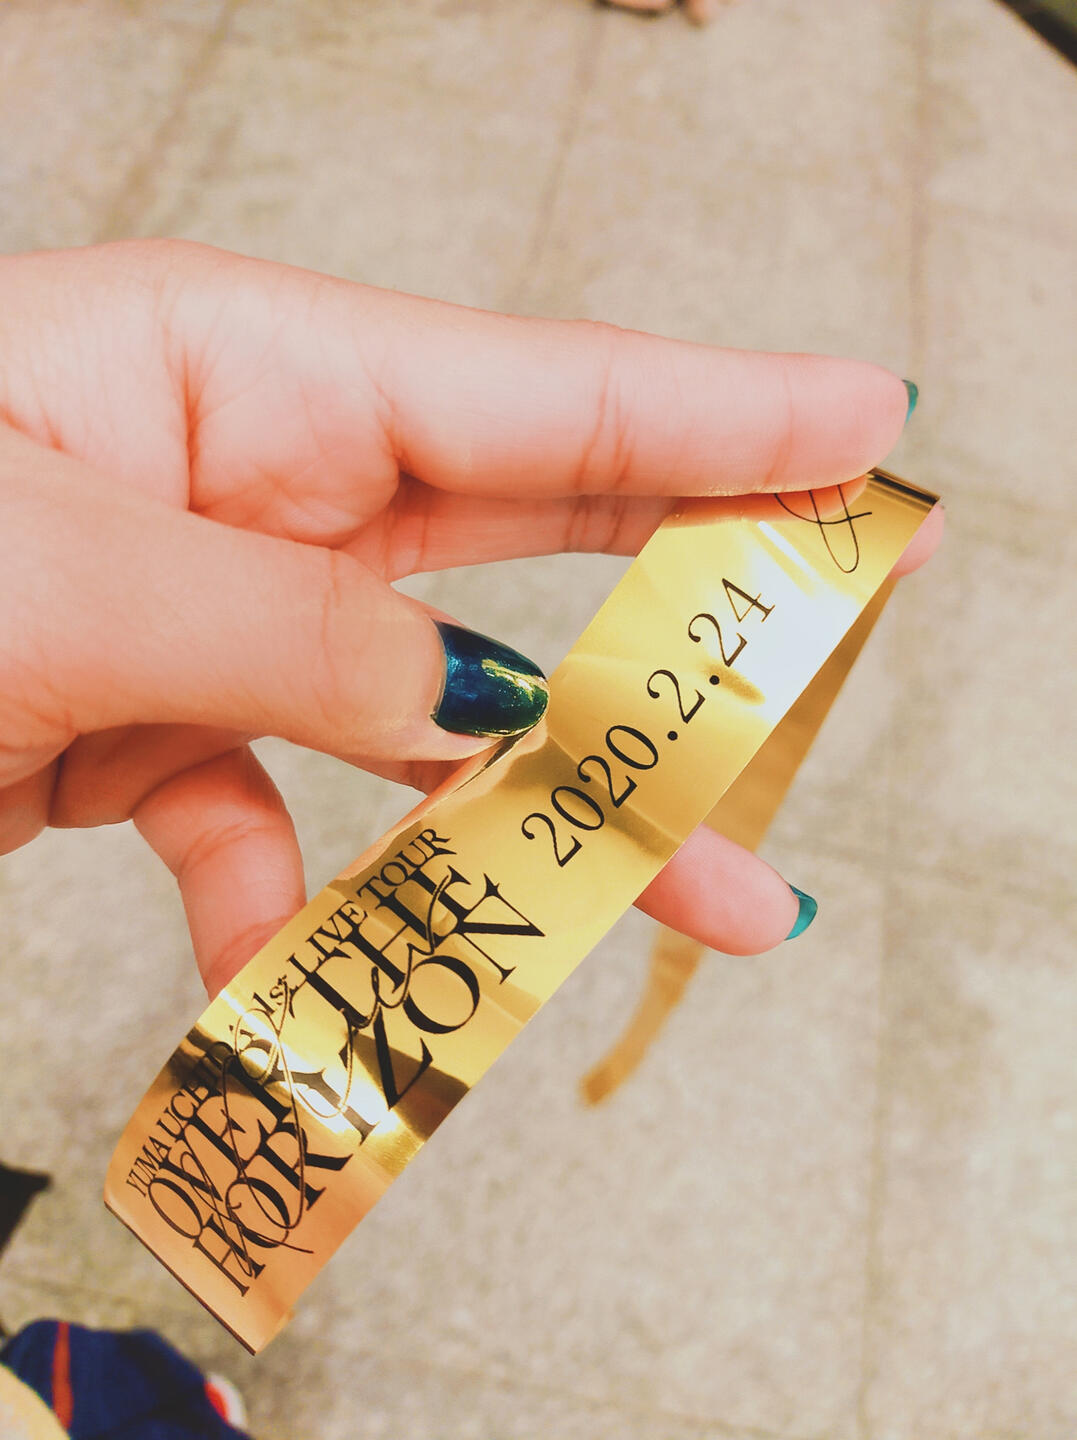 YUMA UCHIDA 1st LIVE TOUR
OVER THE
HORIZON
2020.2.24